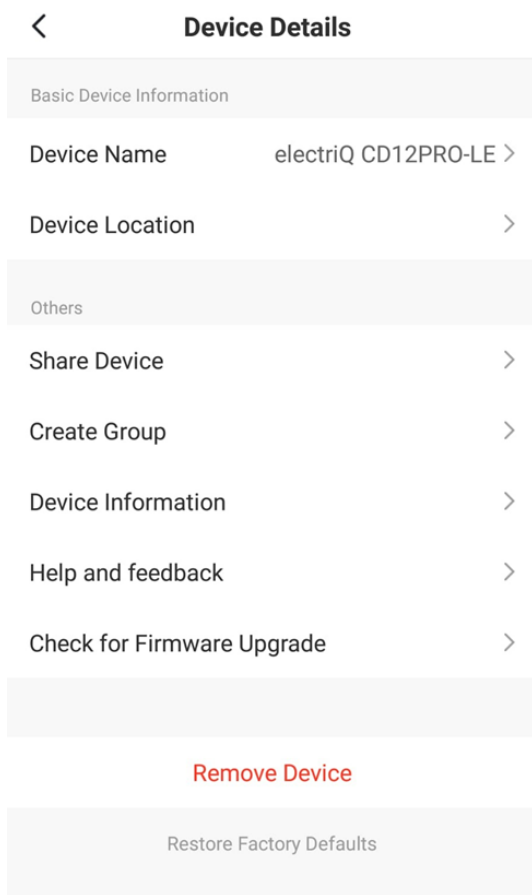 Device Details
Basic Device Information
Device Name electriQ CD12PRO-LE
Device Location
Others
Share Device
Create Group
Device Information
Help and feedback
Check for Firmware Upgrade
Remove Device
Restore Factory Defaults